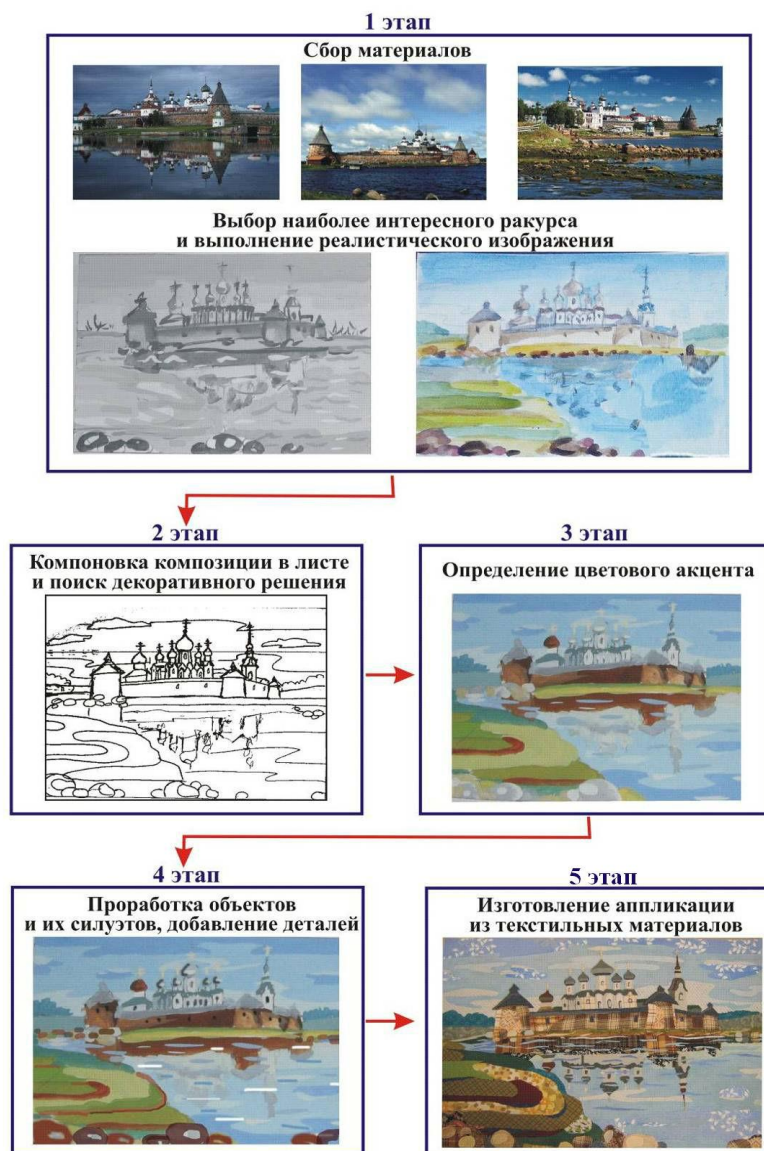 1 этап
Сбор материалов
Выбор наиболее интересного ракурса
и выполнение реалистического изображения
2 этап
Компоновка композиции в листе
и поиск декоративного решения
3 этап
Определение цветового акцента
4 этап
Проработка объектов
и их силуэтов, добавление деталей
5 этап
Изготовление аппликации
из текстильных материалов